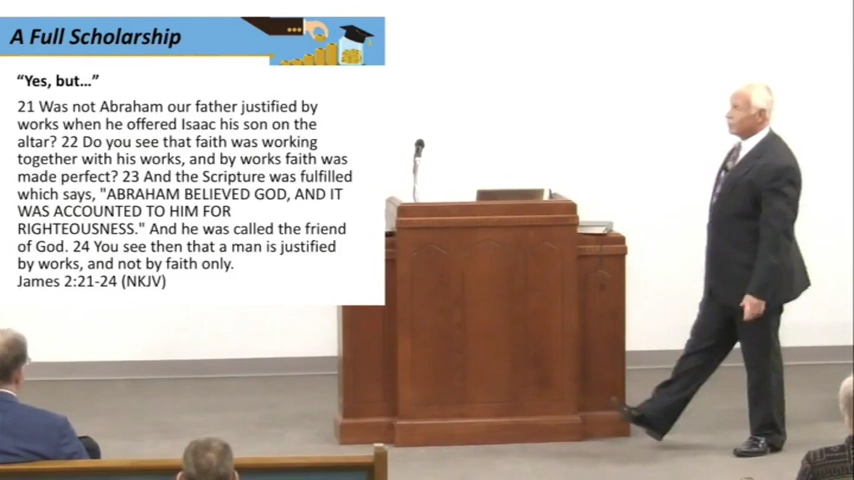 A Full Scholarship
“Yes, but…”
21 Was not Abraham our father justified by
works when he offered Isaac his son on the
altar? 22 Do you see that faith was working
together with his works, and by works faith was
made perfect? 23 And the Scripture was fulfilled
which says, "ABRAHAM BELIEVED GOD, AND IT
WAS ACCOUNTED TO HIM FOR
RIGHTEOUSNESS." And he was called the friend
of God. 24 You see then that a man is justified
by works, and not by faith only.
James 2:21-24 (NKJV)